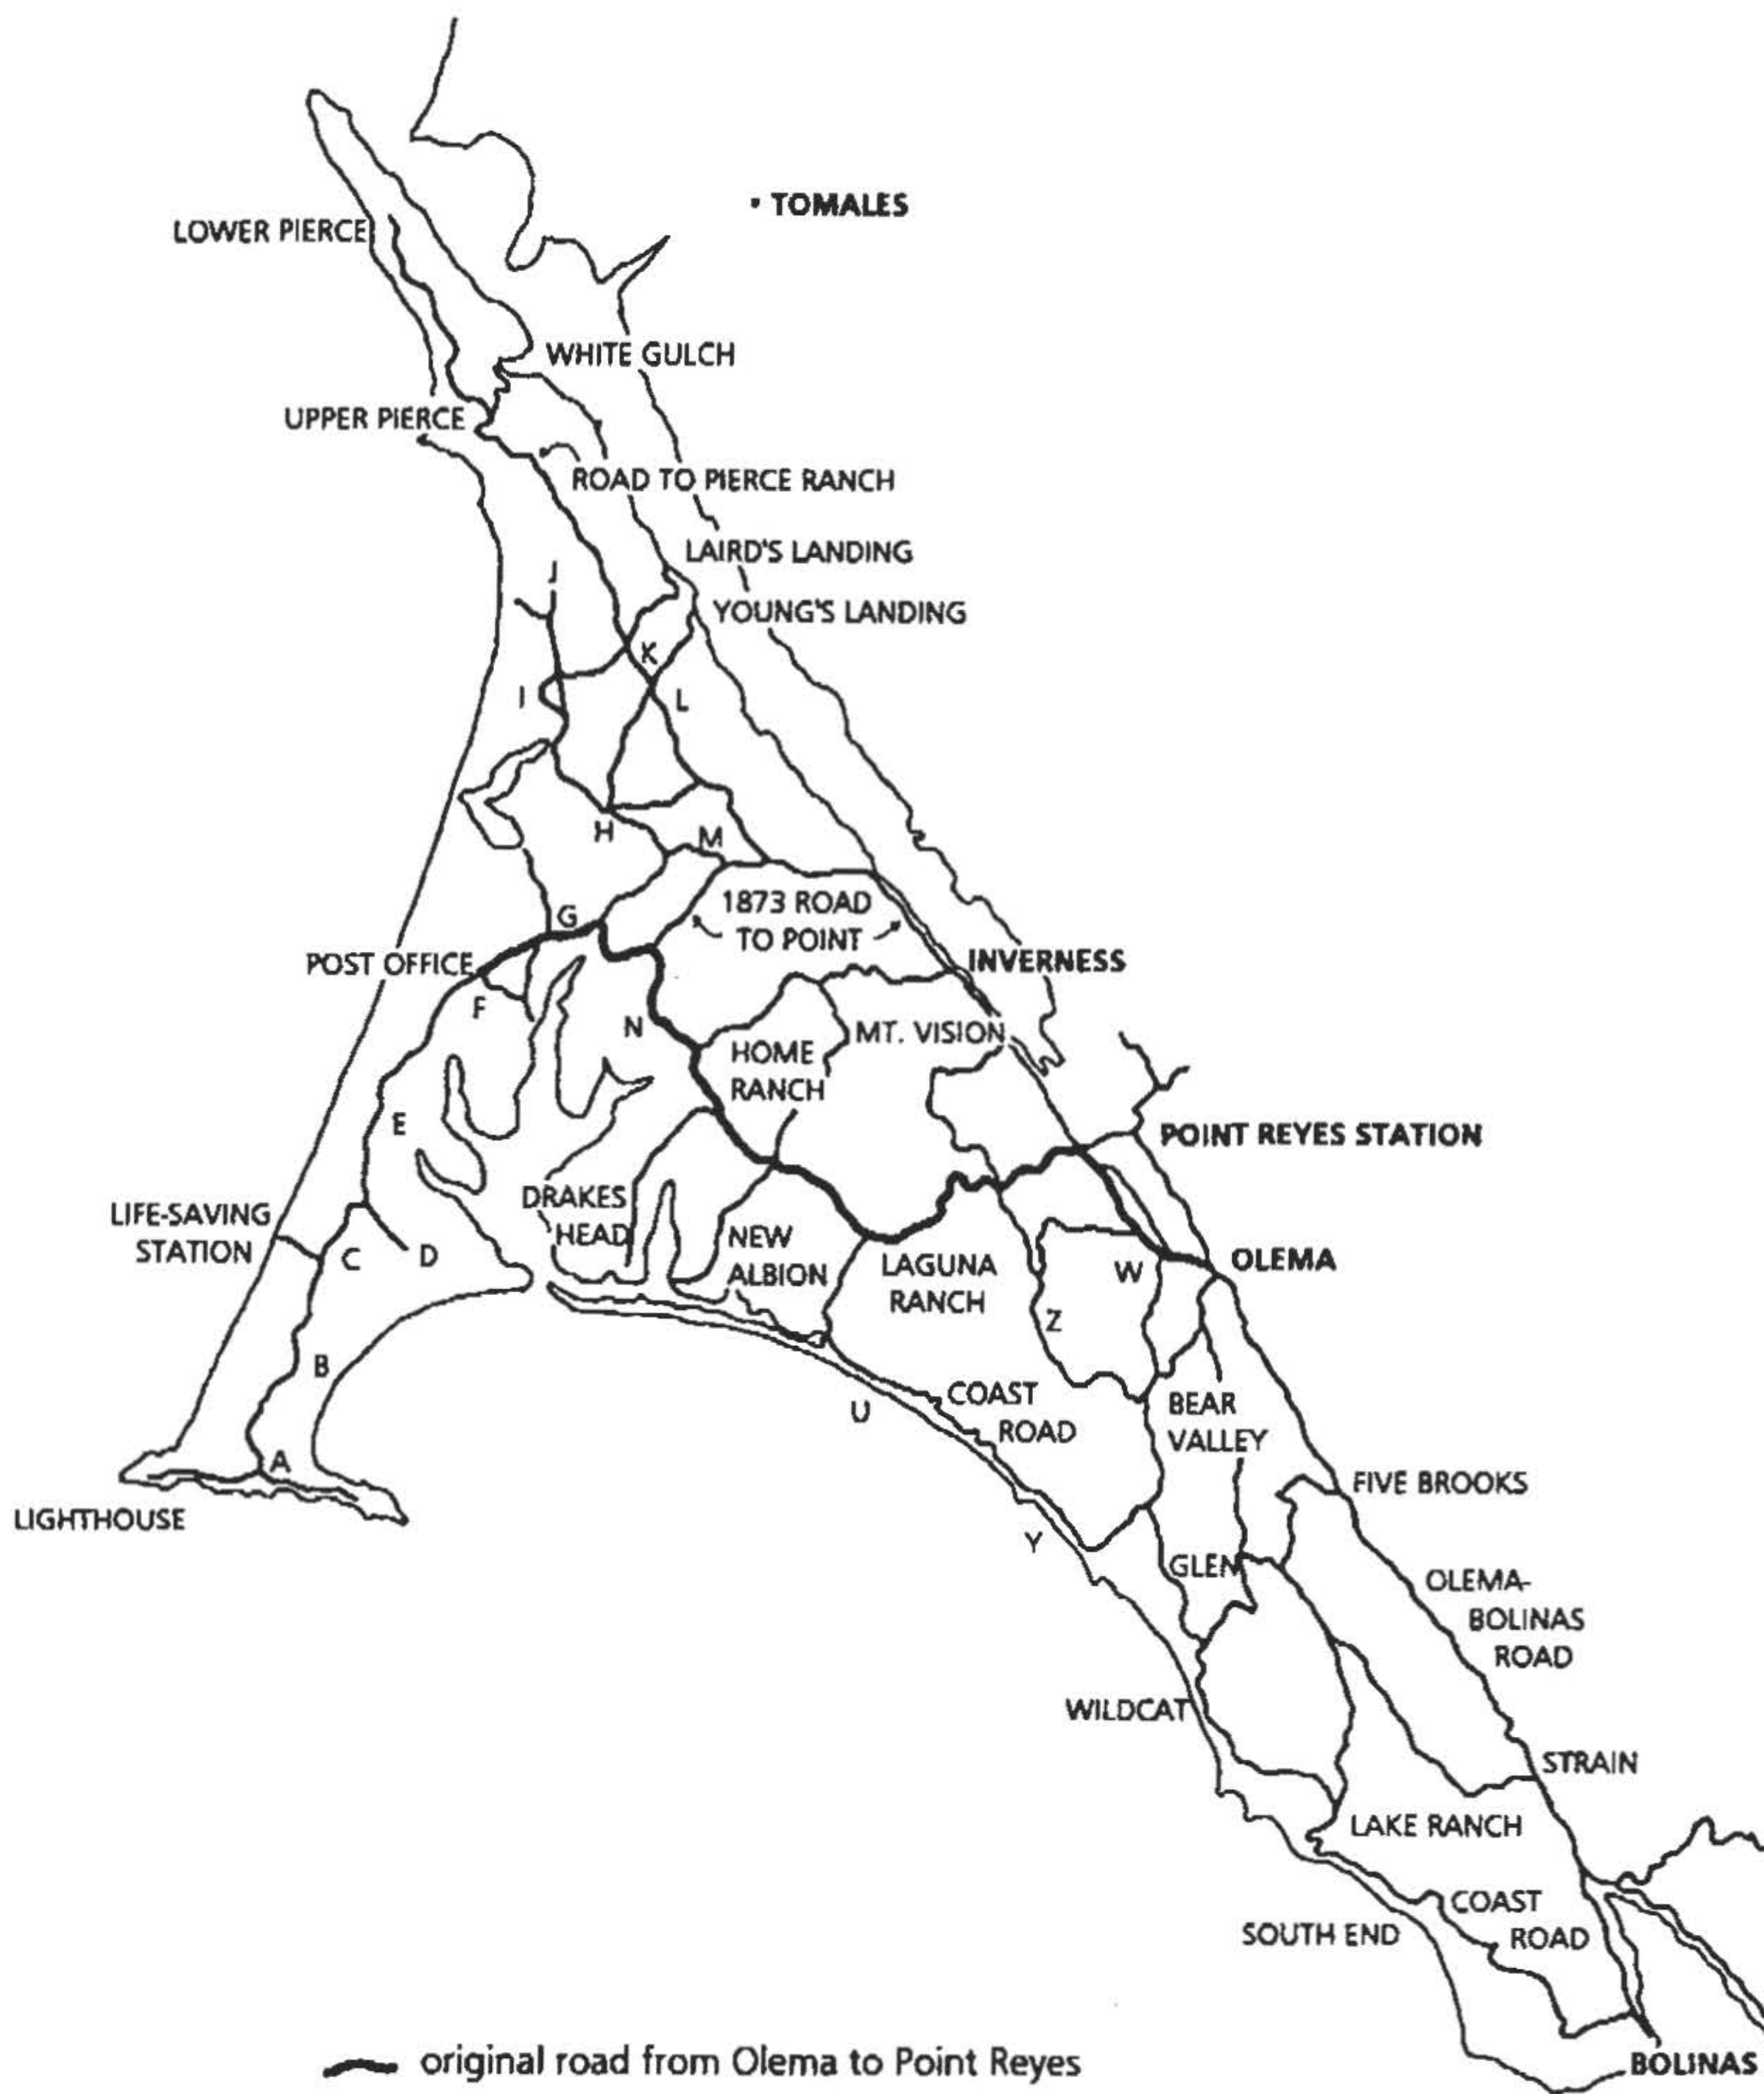 TOMALES
LOWER PIERCE
WHITE GULCH
UPPER PIERCE
ROAD TO PIERCE RANCH
LAIRD'S LANDING
J
YOUNG'S LANDING
K
I
L
H
M
1873 ROAD
TO POINT
G
POST OFFICE
INVERNESS
F
N
MT. VISION
HOME
RANCH
E
POINT REYES STATION
DRAKES
HEAD
LIFE-SAVING
STATION
C
D
NEW
ALBION
LAGUNA
RANCH
W
OLEMA
Z
B
COAST
ROAD
U
BEAR
VALLEY
A
LIGHTHOUSE
FIVE BROOKS
Y
GLEN
OLEMA-
BOLINAS
ROAD
WILDCAT
STRAIN
LAKE RANCH
COAST
ROAD
SOUTH END
BOLINAS
original road from Olema to Point Reyes